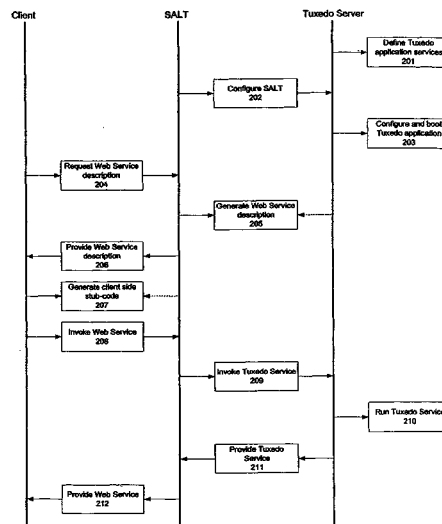 Client
SALT
Tuxedo Server
Define Tuxedo
application services
201
Configure SALT
202
Configure and boot
Tuxedo application
203
Request Web Service
description
204
Generate Web Service
description
205
Provide Web Service
description
206
Generate client side
stub-code
207
Invoke Web Service
208
Invoke Tuxedo Service
209
Run Tuxedo Service
210
Provide Tuxedo
Service
211
Provide Web Service
212